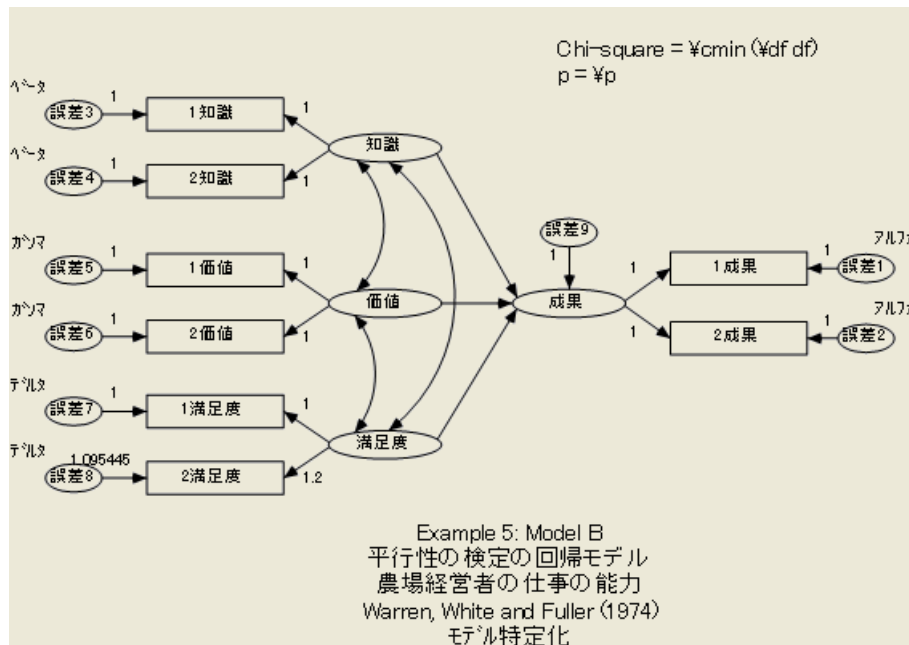 Chi-square = ¥cmin (¥df df)
p = ¥p
ﾍﾞｰﾀ
誤差3
1
1知識
1
ﾍﾞｰﾀ
誤差4
1
2知識
1
知識
ｶﾞﾝﾏ
誤差5
1
1価値
1
ｶﾞﾝﾏ
誤差6
1
2価値
1
価値
ﾃﾞﾙﾀ
誤差7
1
1満足度
1
ﾃﾞﾙﾀ
誤差8
1.095445
2満足度
1.2
満足度
誤差9
1
成果
1
1成果
1
ｱﾙﾌｧ
誤差1
1
2成果
1
ｱﾙﾌｧ
誤差2
Example 5: Model B
平行性の検定の回帰モデル
農場経営者の仕事の能力
Warren, White and Fuller (1974)
モデル特定化